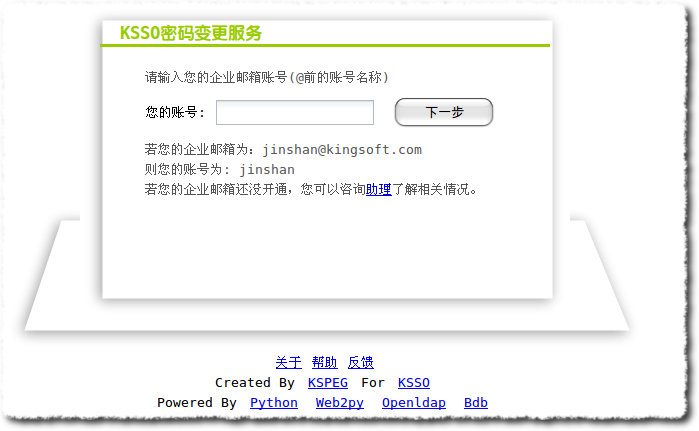 KSSO密码变更服务
请输入您的企业邮箱账号(@前的账号名称)
您的账号: 下一步
若您的企业邮箱为: jinshan@kingsoft.com
则您的账号为: jinshan
若您的企业邮箱还没开通，您可以咨询助理了解相关情况。
关于 帮助 反馈
Created By KSPEG For KSSO
Powered By Python Web2py Openldap Bdb